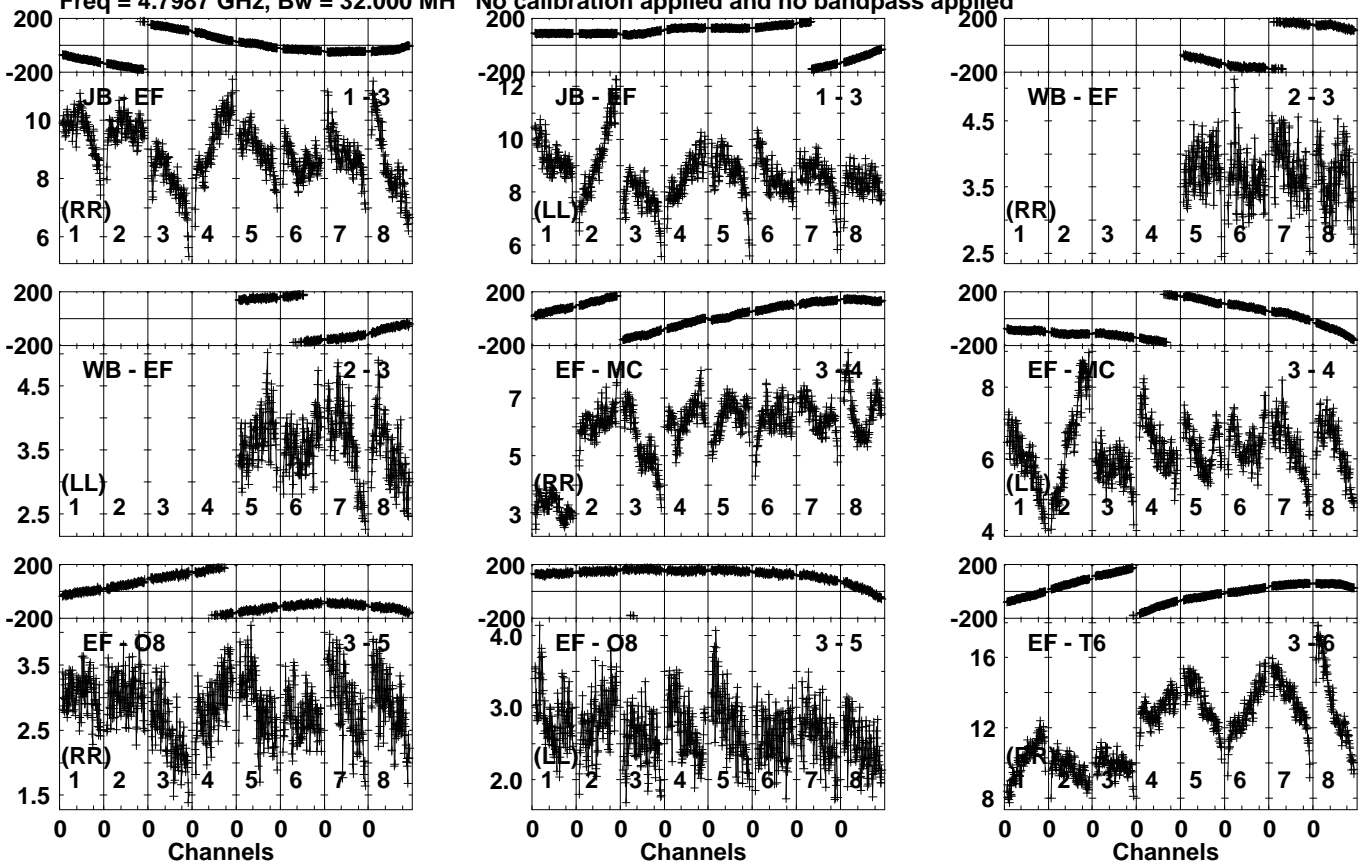 Freq = 4.7987 GHz, Bw = 32.000 MH No calibration applied and no bandpass applied
-200 -200 -200
JB - EF 1 - 3 JB - EF 1 - 3 WB - EF 2 - 3
10 8 6 12 10 8 6 4.5 3.5 2.5
(RR) (LL) (RR)
1 2 3 4 5 6 7 8 1 2 3 4 5 6 7 8 1 2 3 4 5 6 7 8
200 -200 200 -200 200 -200
WB - EF 2 - 3 EF - MC 3 - 4 EF - MC 3 - 4
4.5 3.5 2.5 7 5 3 8 6 4
(LL) (RR) (LL)
1 2 3 4 5 6 7 8 1 2 3 4 5 6 7 8 1 2 3 4 5 6 7 8
200 -200 200 -200 200 -200
EF - O8 3 - 5 EF - O8 3 - 5 EF - T6 3 - 6
3.5 2.5 1.5 4.0 3.0 2.0 16 12 8
(RR) (LL) (RR)
1 2 3 4 5 6 7 8 1 2 3 4 5 6 7 8 1 2 3 4 5 6 7 8
0 0 0 0 0 0 0 0 0 0 0 0 0 0 0 0 0 0 0 0 0 0 0 0
Channels Channels Channels